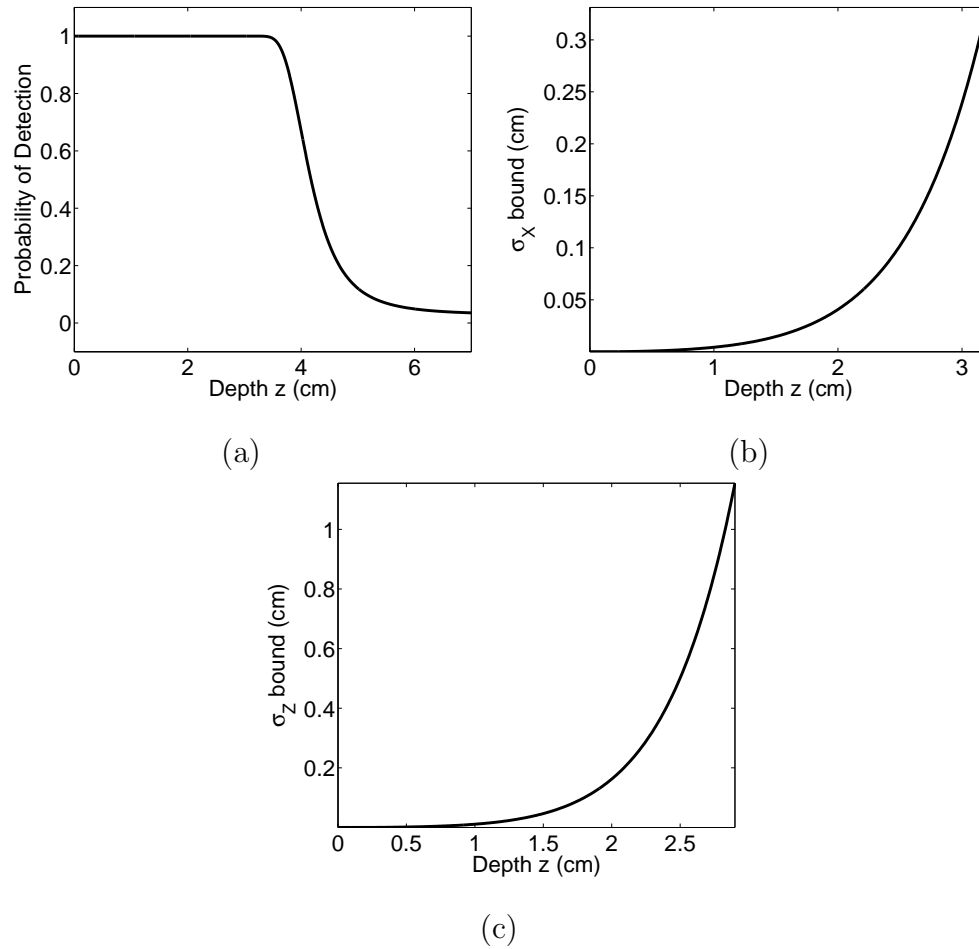 1
0.8
0.6
0.4
0.2
0
Probability of Detection
0 2 4 6
Depth z (cm)
(a)
0.3
0.25
0.2
0.15
0.1
0.05
σX bound (cm)
0 1 2 3
Depth z (cm)
(b)
1
0.8
0.6
0.4
0.2
σZ bound (cm)
0 0.5 1 1.5 2 2.5
Depth z (cm)
(c)